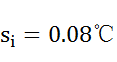 sᵢ = 0.08℃